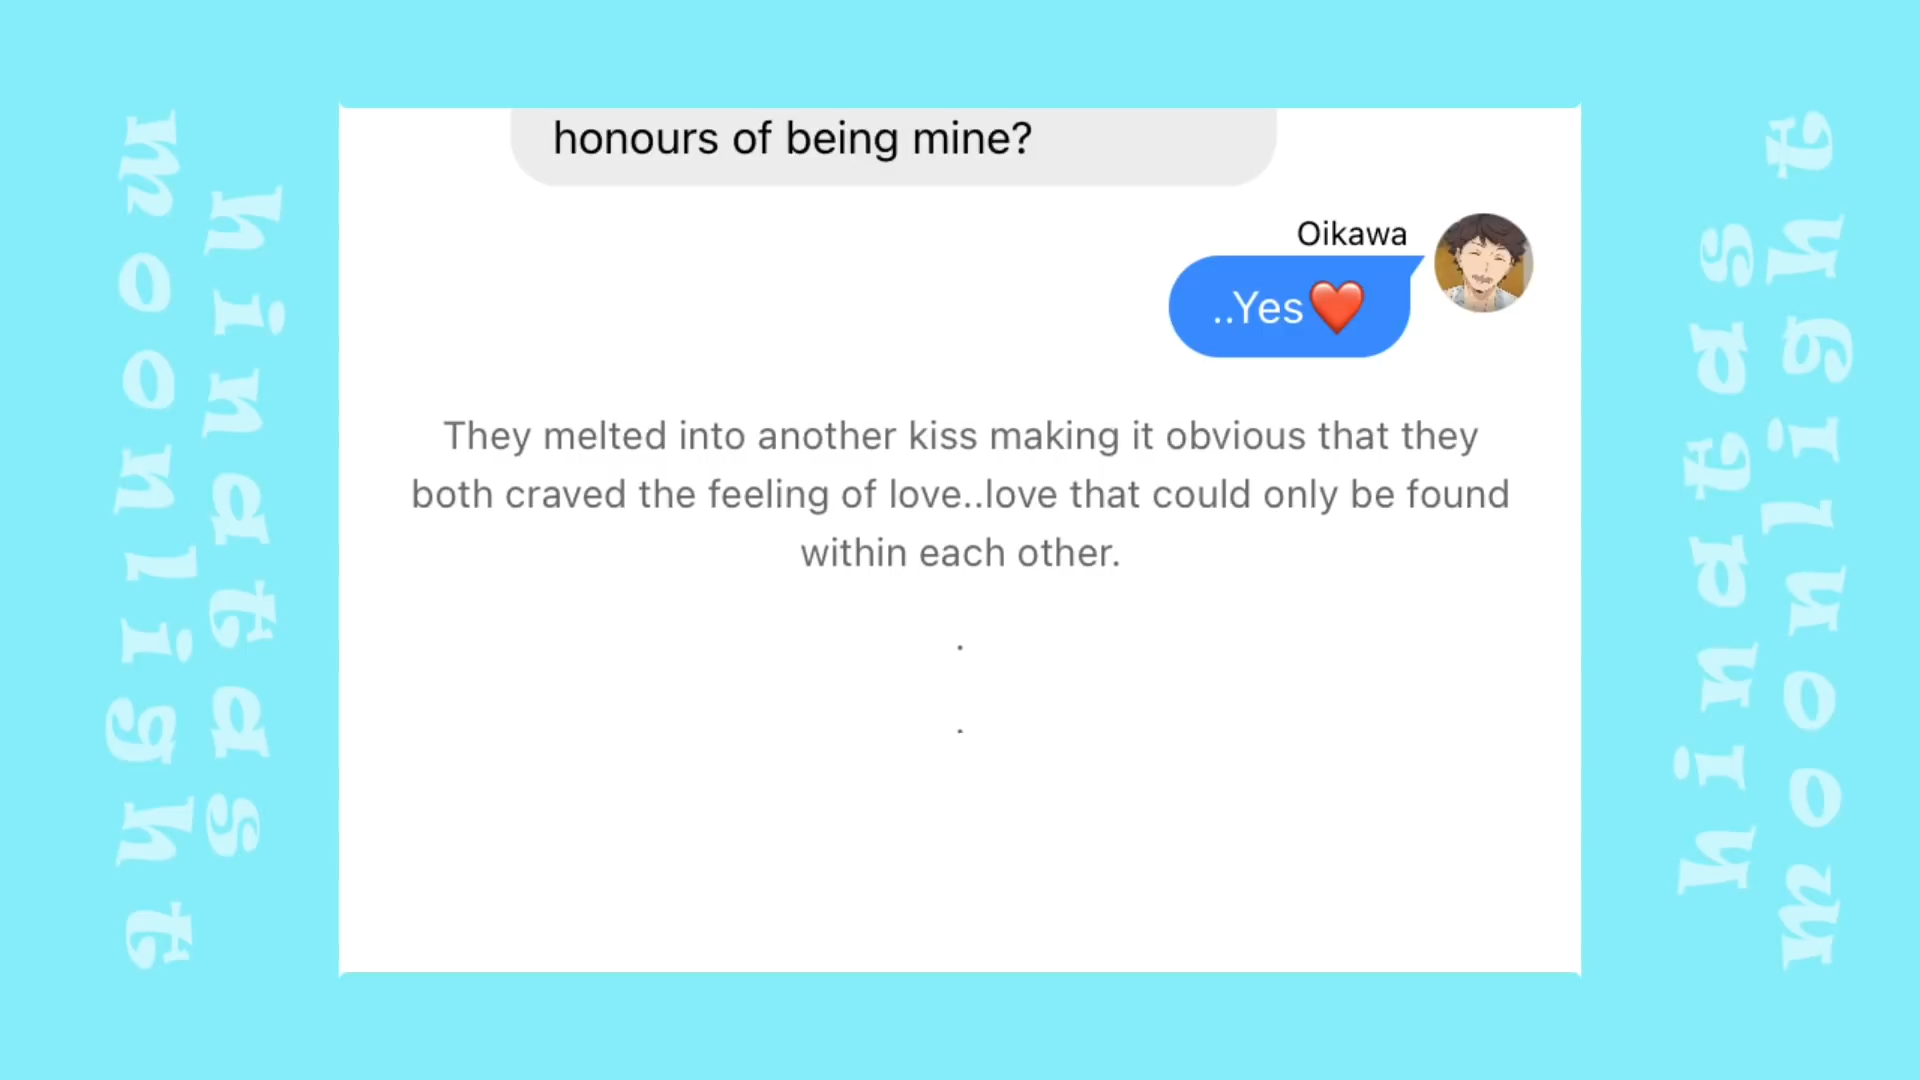 honours of being mine?
Oikawa
..Yes❤️
They melted into another kiss making it obvious that they
both craved the feeling of love..love that could only be found
within each other.
.
.
hinatas
moonlight
hinatas
moonlight